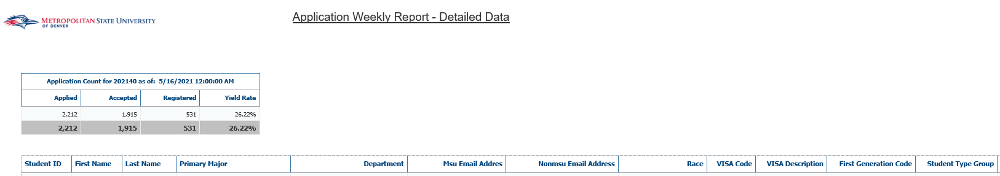 METROPOLITAN STATE UNIVERSITY
OF DENVER
Application Weekly Report - Detailed Data
Application Count for 202140 as of: 5/16/2021 12:00:00 AM
Applied Accepted Registered Yield Rate
2,212 1,915 531 26.22%
2,212 1,915 531 26.22%
Student ID First Name Last Name Primary Major Department Msu Email Addres Nonmsu Email Address Race VISA Code VISA Description First Generation Code Student Type Group